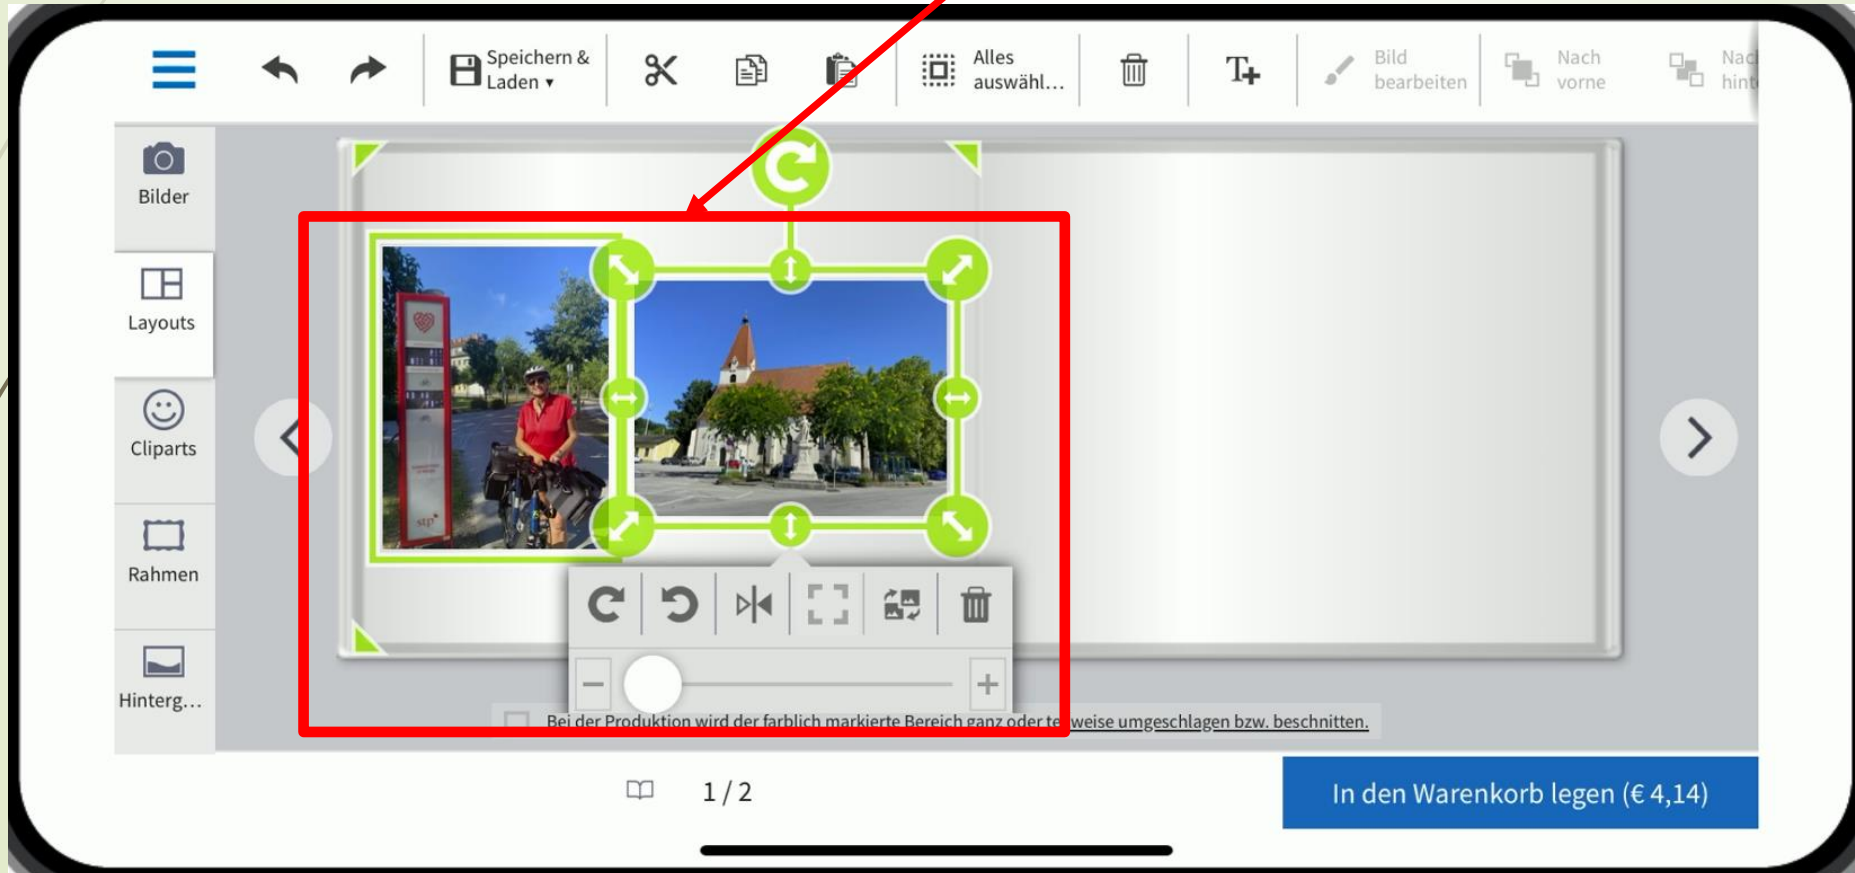 Speichern &
Laden
Alles
auswähl...
T+
Bild
bearbeiten
Nach
vorne
Bilder
Layouts
Cliparts
Rahmen
Hinterg...
stp*
Bei der Produktion wird der farblich markierte Bereich ganz oder weise umgeschlagen bzw. beschnitten.
1 / 2
In den Warenkorb legen (€ 4,14)